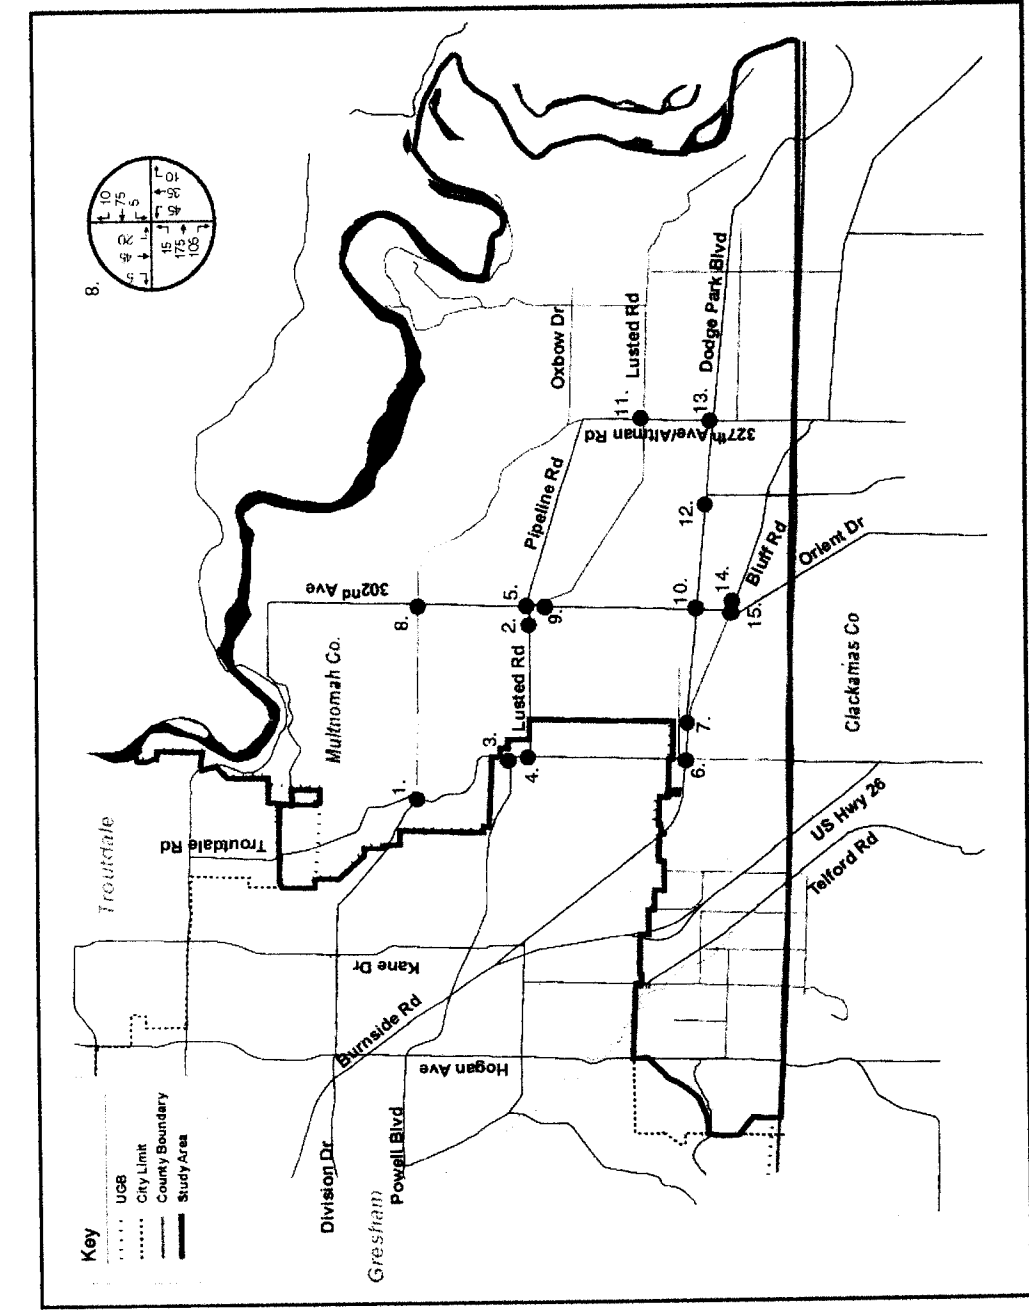 8.
10
75
5
20
45
5
15
175
105
45
35
10
Troutdale
Multnomah Co.
Clackamas Co
Gresham
Troutdale Rd
Kane Dr
Burnside Rd
Hogan Ave
Division Dr
Powell Blvd
302nd Ave
Lusted Rd
Pipeline Rd
Oxbow Dr
Lusted Rd
Dodge Park Blvd
327th Ave/Altman Rd
Bluff Rd
Orient Dr
US Hwy 26
Telford Rd
1.
2.
3.
4.
5.
6.
7.
8.
9.
10.
11.
12.
13.
14.
15.
Key
UGB
City Limit
County Boundary
Study Area